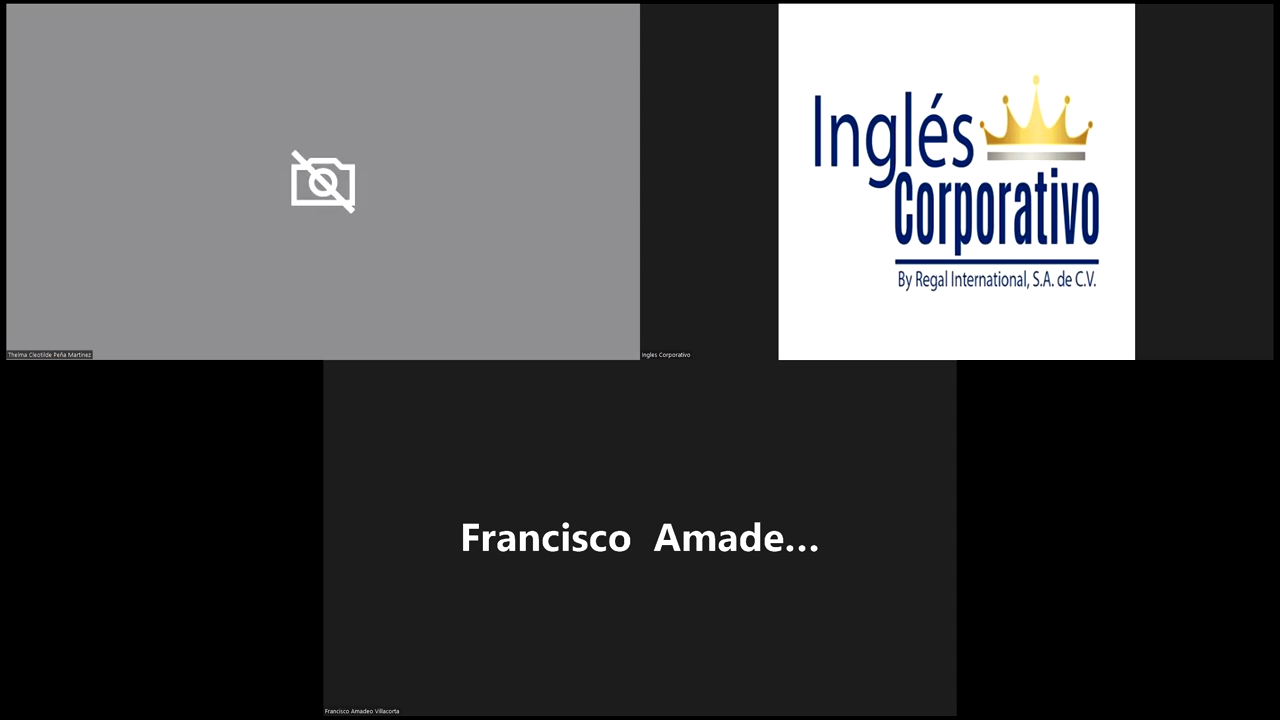 Inglés
Corporativo
By Regal International, S.A. de C.V.
Thelma Cleotilde Peña Martinez
Ingles Corporativo
Francisco Amade...
Francisco Amadeo Villacorta